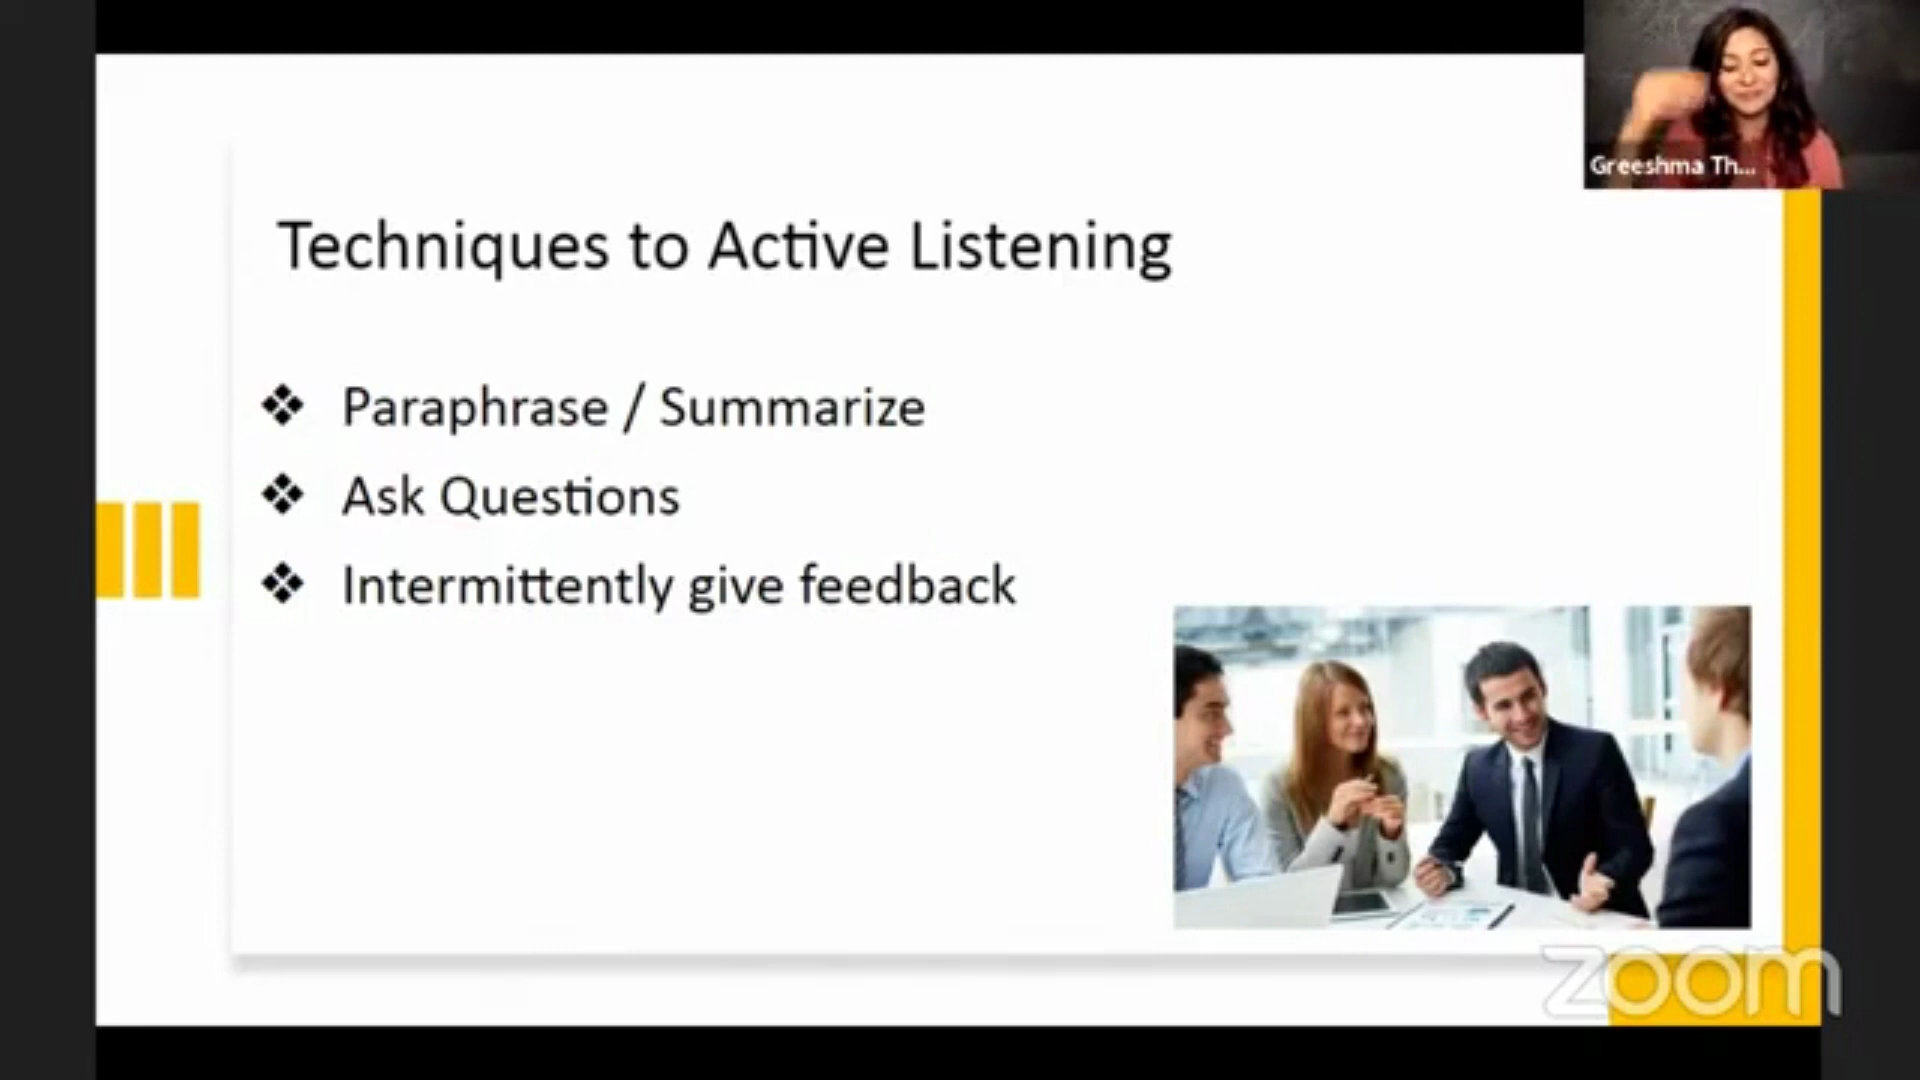 Greeshma Th...
Techniques to Active Listening
❖ Paraphrase / Summarize
❖ Ask Questions
❖ Intermittently give feedback
zoom